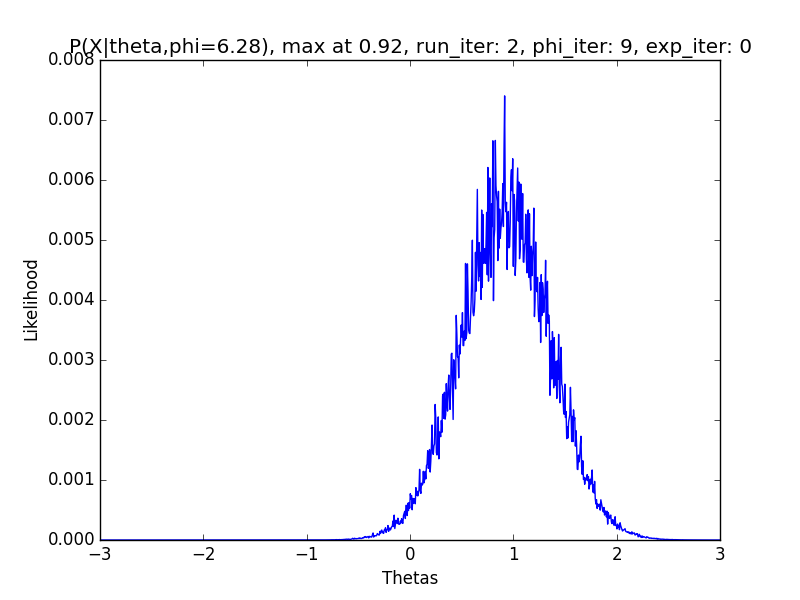 P(X|theta,phi=6.28), max at 0.92, run_iter: 2, phi_iter: 9, exp_iter: 0
0.008
0.007
0.006
0.005
0.004
0.003
0.002
0.001
0.000
Likelihood
−3 −2 −1 0 1 2 3
Thetas